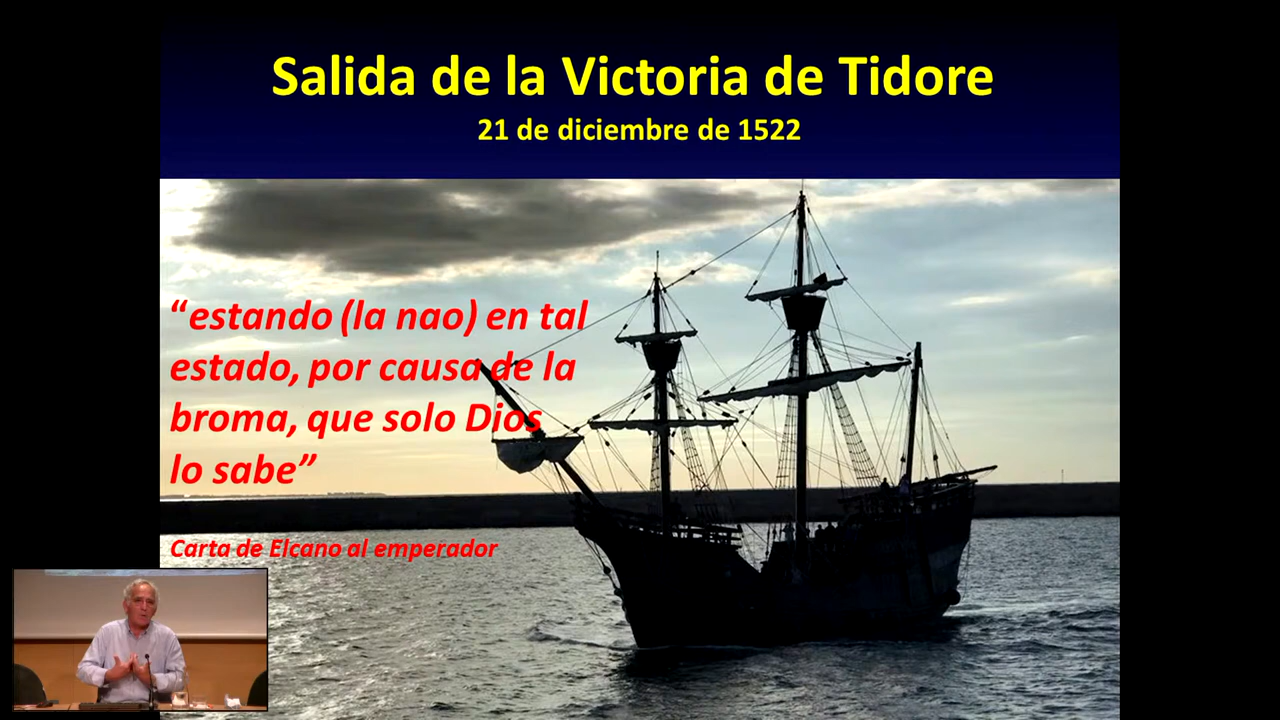 Salida de la Victoria de Tidore
21 de diciembre de 1522
“estando (la nao) en tal
estado, por causa de la
broma, que solo Dios
lo sabe”
Carta de Elcano al emperador